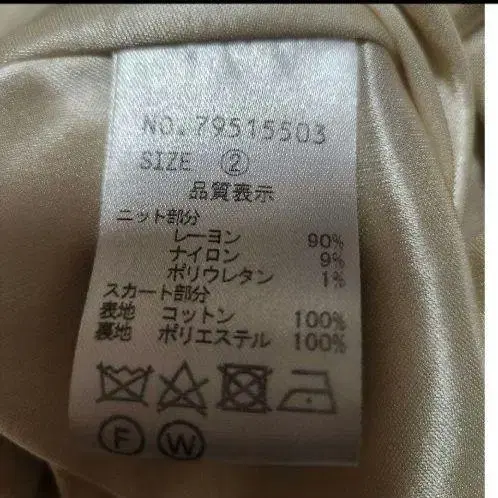 NO.79515503
SIZE ②
品質表示
ニット部分
レーヨン 90%
ナイロン 9%
ポリウレタン 1%
スカート部分
表地 コットン 100%
裏地 ポリエステル 100%
Ⓕ Ⓦ